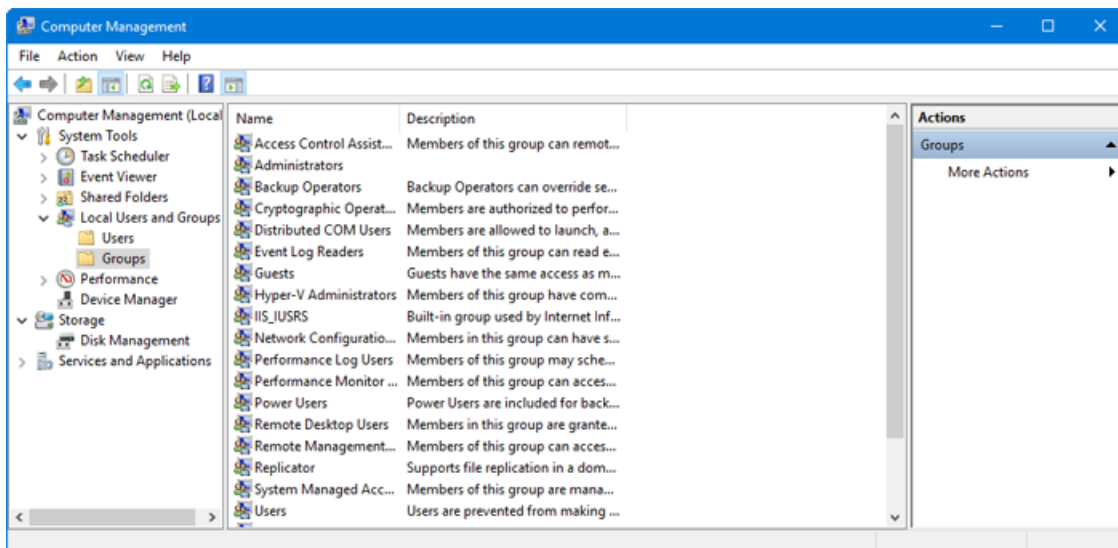 Computer Management
File Action View Help
Computer Management (Local
System Tools
Task Scheduler
Event Viewer
Shared Folders
Local Users and Groups
Users
Groups
Performance
Device Manager
Storage
Disk Management
Services and Applications
Name Description
Access Control Assist... Members of this group can remot...
Administrators
Backup Operators Backup Operators can override se...
Cryptographic Operat... Members are authorized to perfor...
Distributed COM Users Members are allowed to launch, a...
Event Log Readers Members of this group can read e...
Guests Guests have the same access as m...
Hyper-V Administrators Members of this group have com...
IIS_IUSRS Built-in group used by Internet Inf...
Network Configuratio... Members in this group can have s...
Performance Log Users Members of this group may sche...
Performance Monitor ... Members of this group can acces...
Power Users Power Users are included for back...
Remote Desktop Users Members in this group are grante...
Remote Management... Members of this group can acces...
Replicator Supports file replication in a dom...
System Managed Acc... Members of this group are mana...
Users Users are prevented from making ...
Actions
Groups
More Actions